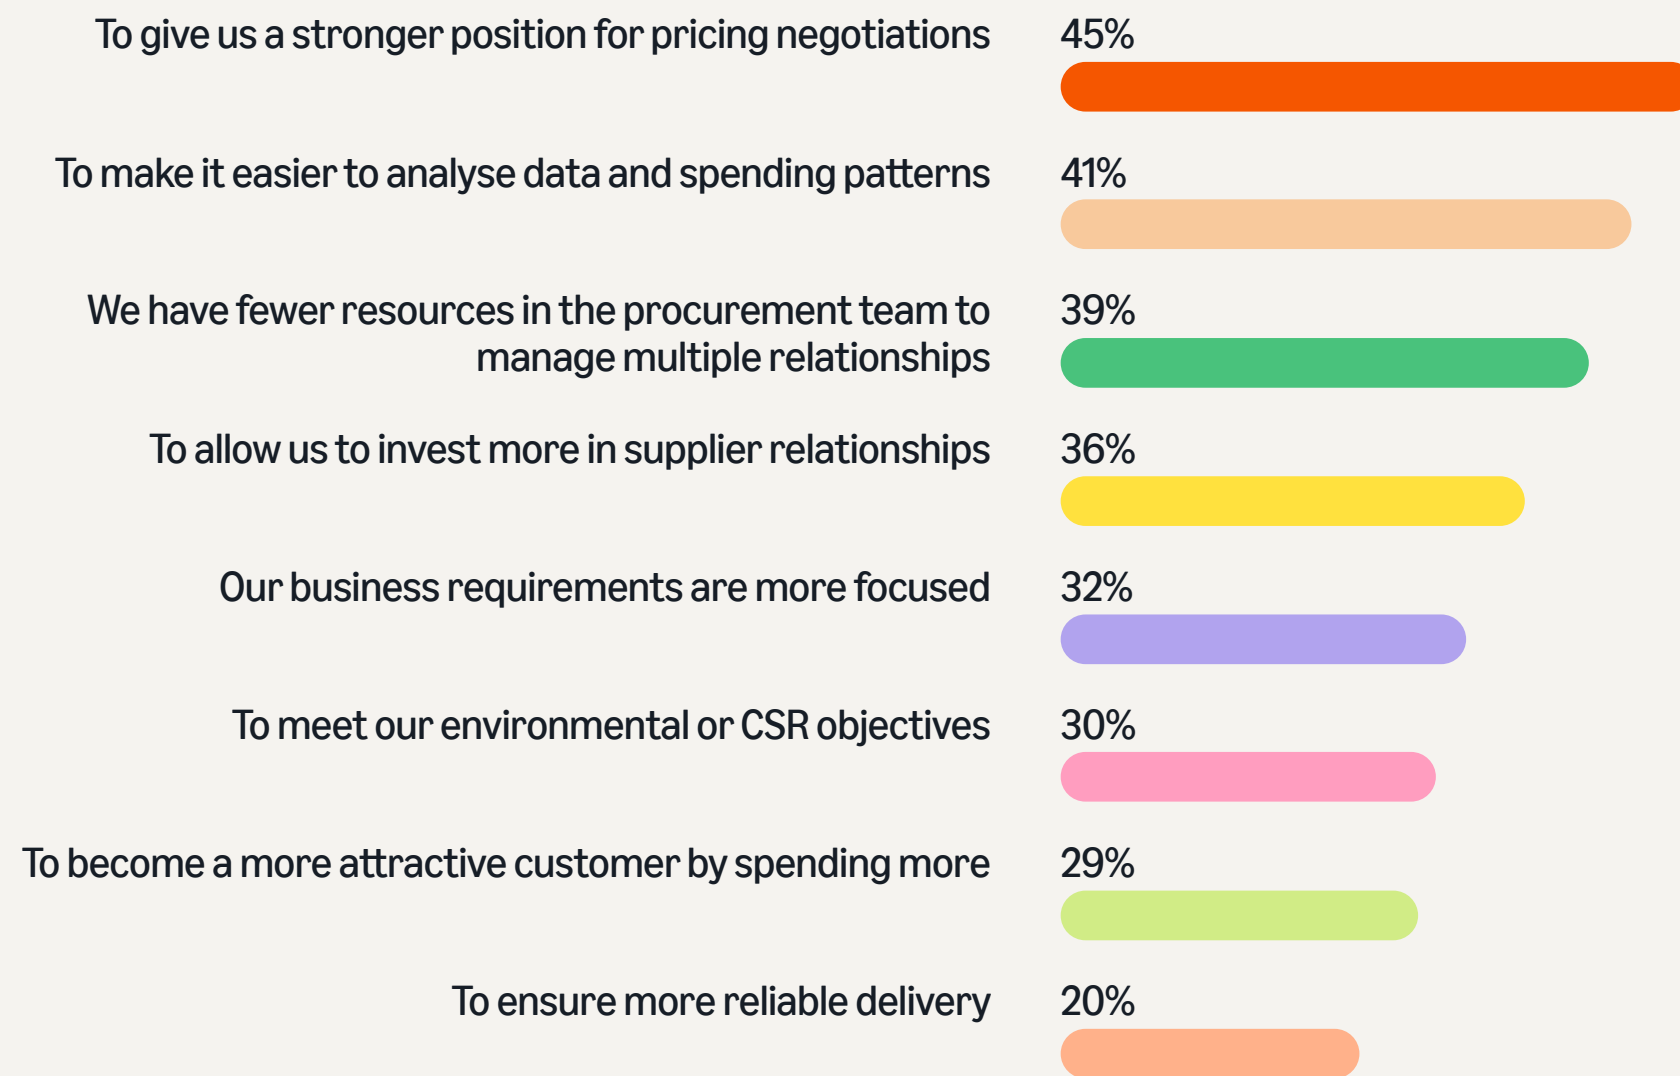 To give us a stronger position for pricing negotiations 45%
To make it easier to analyse data and spending patterns 41%
We have fewer resources in the procurement team to 39%
manage multiple relationships
To allow us to invest more in supplier relationships 36%
Our business requirements are more focused 32%
To meet our environmental or CSR objectives 30%
To become a more attractive customer by spending more 29%
To ensure more reliable delivery 20%